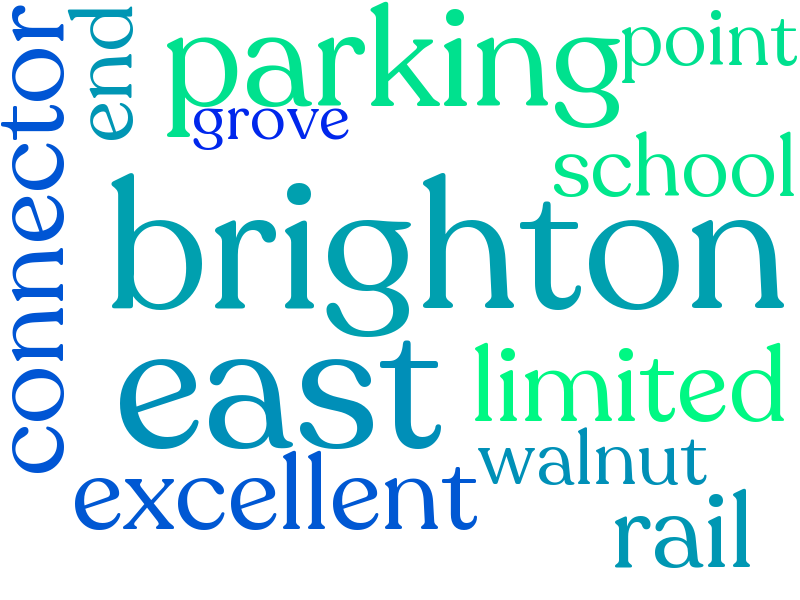 connector
end
parking
point
grove
school
brighton
east
limited
walnut
excellent
rail